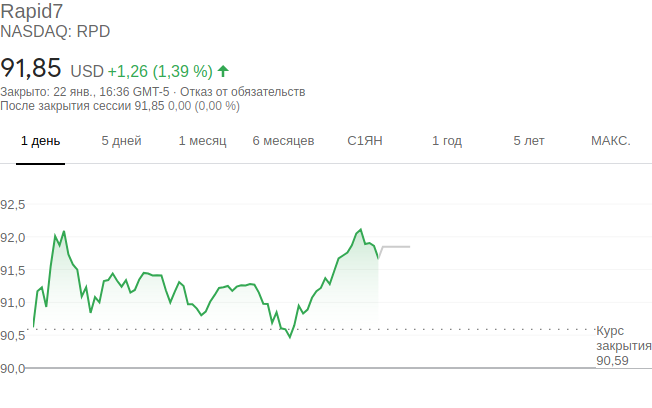 Rapid7
NASDAQ: RPD
91,85 USD +1,26 (1,39 %)
Закрыто: 22 янв., 16:36 GMT-5 · Отказ от обязательств
После закрытия сессии 91,85 0,00 (0,00 %)
1 день 5 дней 1 месяц 6 месяцев С1ЯН 1 год 5 лет МАКС.
92,5
92,0
91,5
91,0
90,5
Курс
закрытия
90,59
90,0